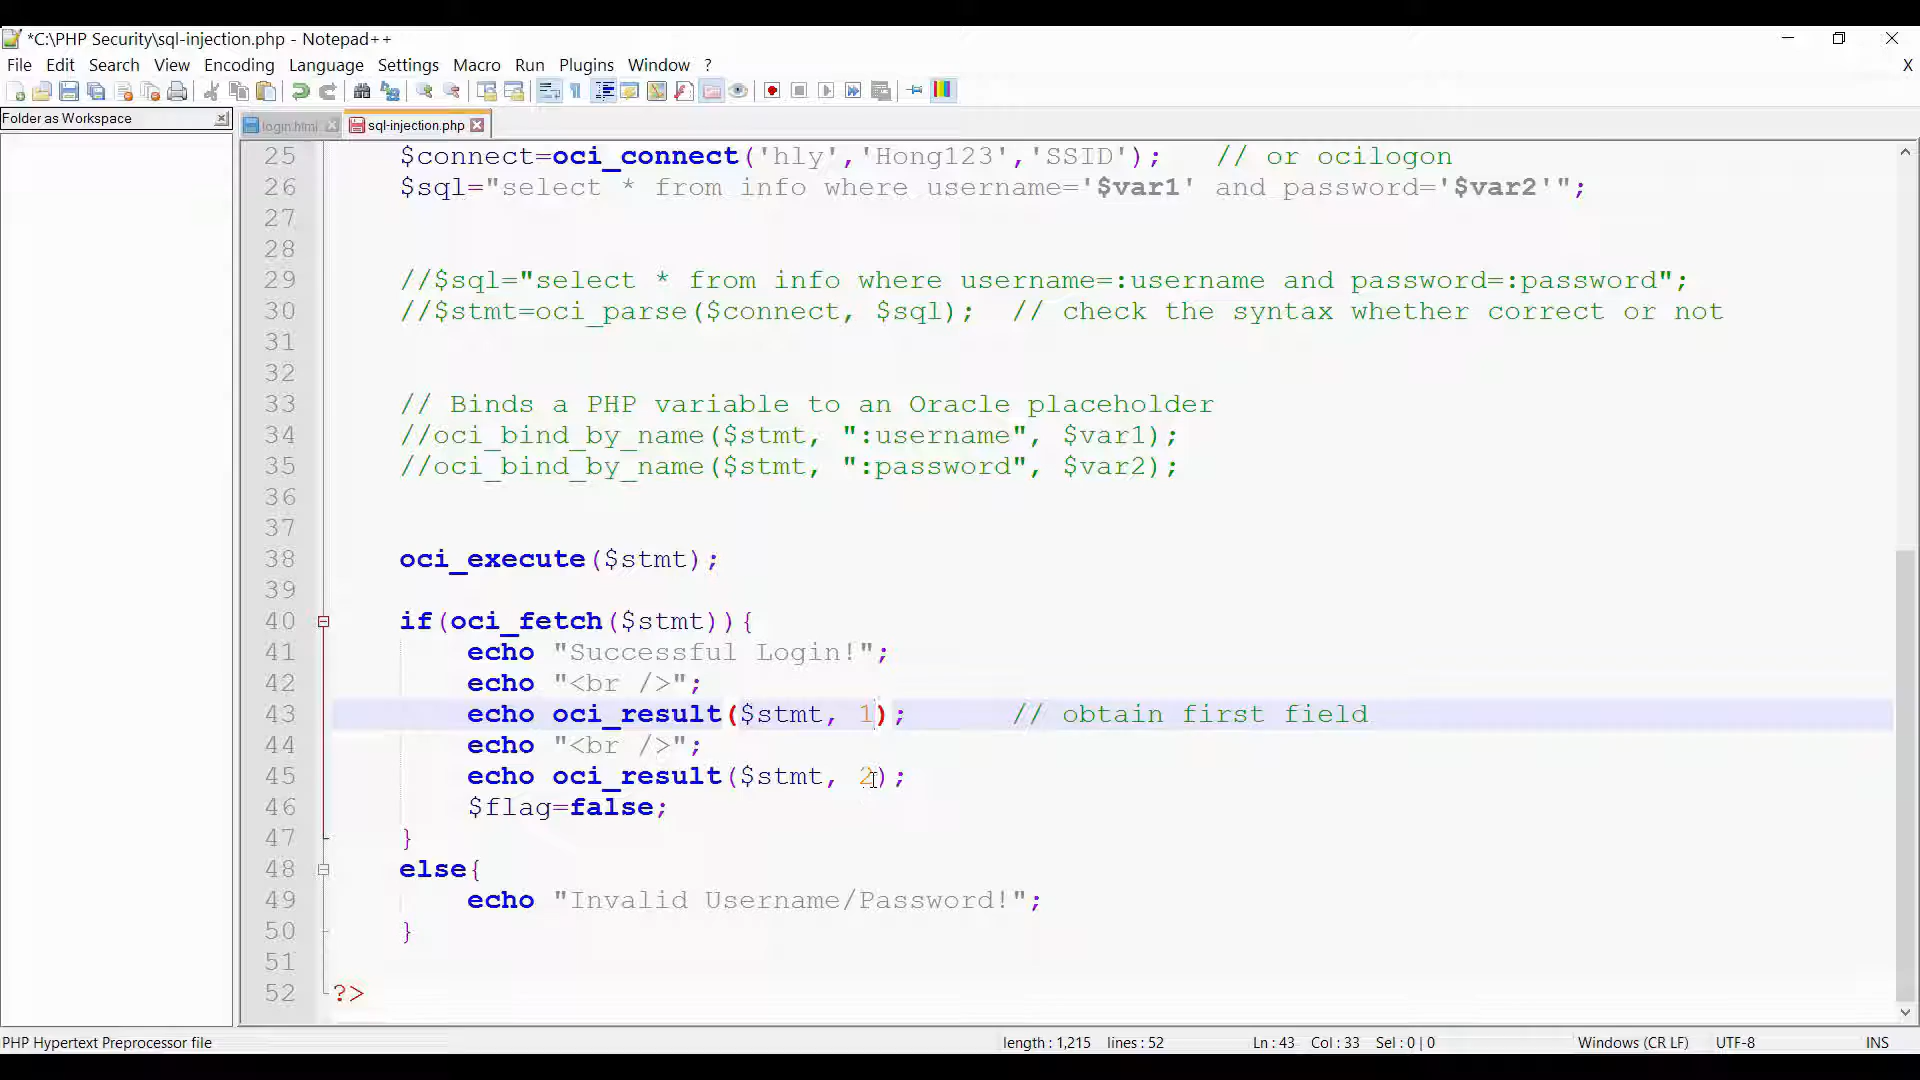 *C:\PHP Security\sql-injection.php - Notepad++
File Edit Search View Encoding Language Settings Macro Run Plugins Window ? X
Folder as Workspace
login.html sql-injection.php
25 $connect=oci_connect('hly','Hong123','SSID'); // or ocilogon
26 $sql="select * from info where username='$var1' and password='$var2'";
27
28
29 //$sql="select * from info where username=:username and password=:password";
30 //$stmt=oci_parse($connect, $sql); // check the syntax whether correct or not
31
32
33 // Binds a PHP variable to an Oracle placeholder
34 //oci_bind_by_name($stmt, ":username", $var1);
35 //oci_bind_by_name($stmt, ":password", $var2);
36
37
38 oci_execute($stmt);
39
40 if(oci_fetch($stmt)){
41 echo "Successful Login!";
42 echo "<br />";
43 echo oci_result($stmt, 1); // obtain first field
44 echo "<br />";
45 echo oci_result($stmt, 2);
46 $flag=false;
47 }
48 else{
49 echo "Invalid Username/Password!";
50 }
51
52 ?>
PHP Hypertext Preprocessor file length : 1,215 lines : 52 Ln : 43 Col : 33 Sel : 0 | 0 Windows (CR LF) UTF-8 INS